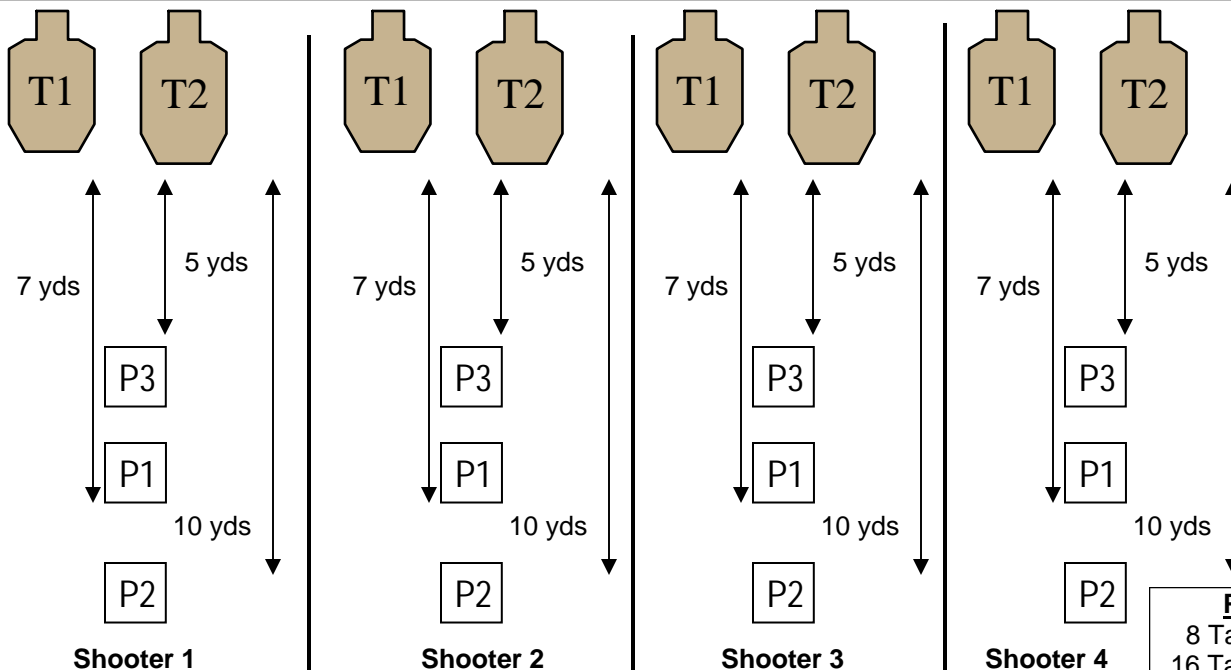 T1 T2 T1 T2 T1 T2 T1 T2
5 yds 5 yds 5 yds 5 yds
7 yds 7 yds 7 yds 7 yds
P3 P3 P3 P3
P1 P1 P1 P1
10 yds 10 yds 10 yds 10 yds
P2 P2 P2 P2
8
16
Shooter 1 Shooter 2 Shooter 3 Shooter 4